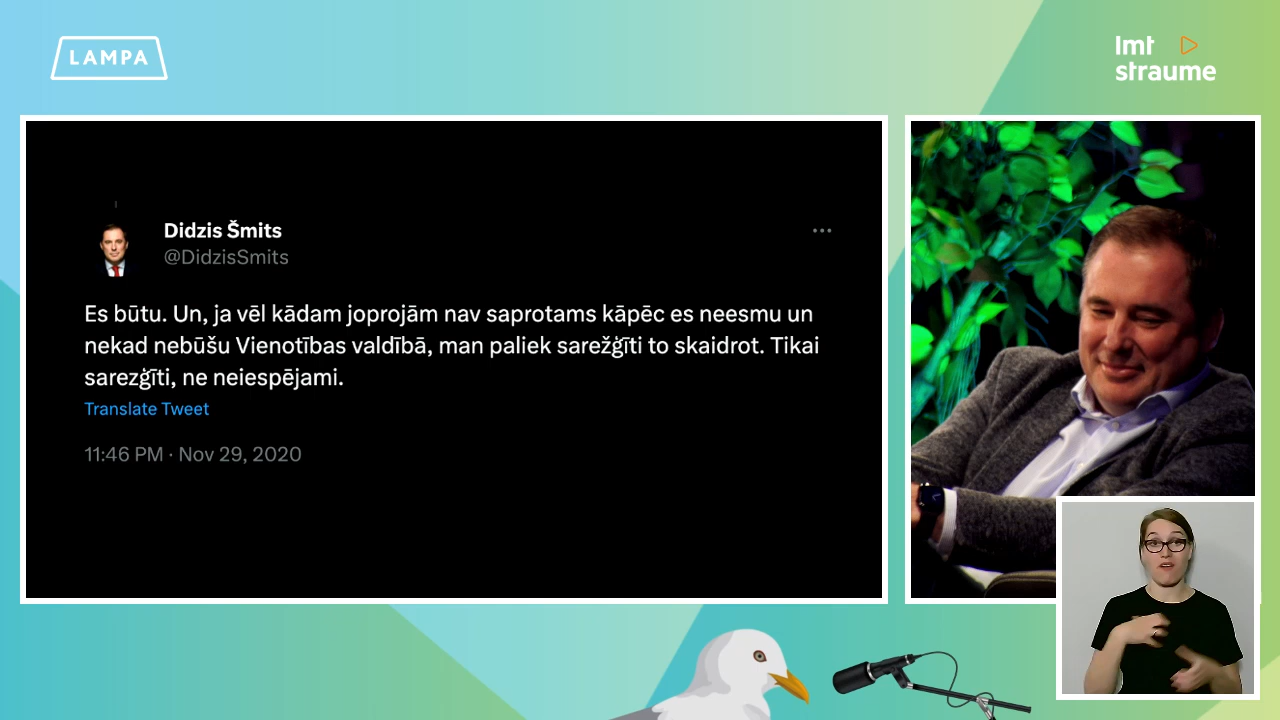 LAMPA
lmt
straume
Didzis Šmits
@DidzisSmits
Es būtu. Un, ja vēl kādam joprojām nav saprotams kāpēc es neesmu un
nekad nebūšu Vienotības valdībā, man paliek sarežģīti to skaidrot. Tikai
sarezģīti, ne neiespējami.
Translate Tweet
11:46 PM · Nov 29, 2020